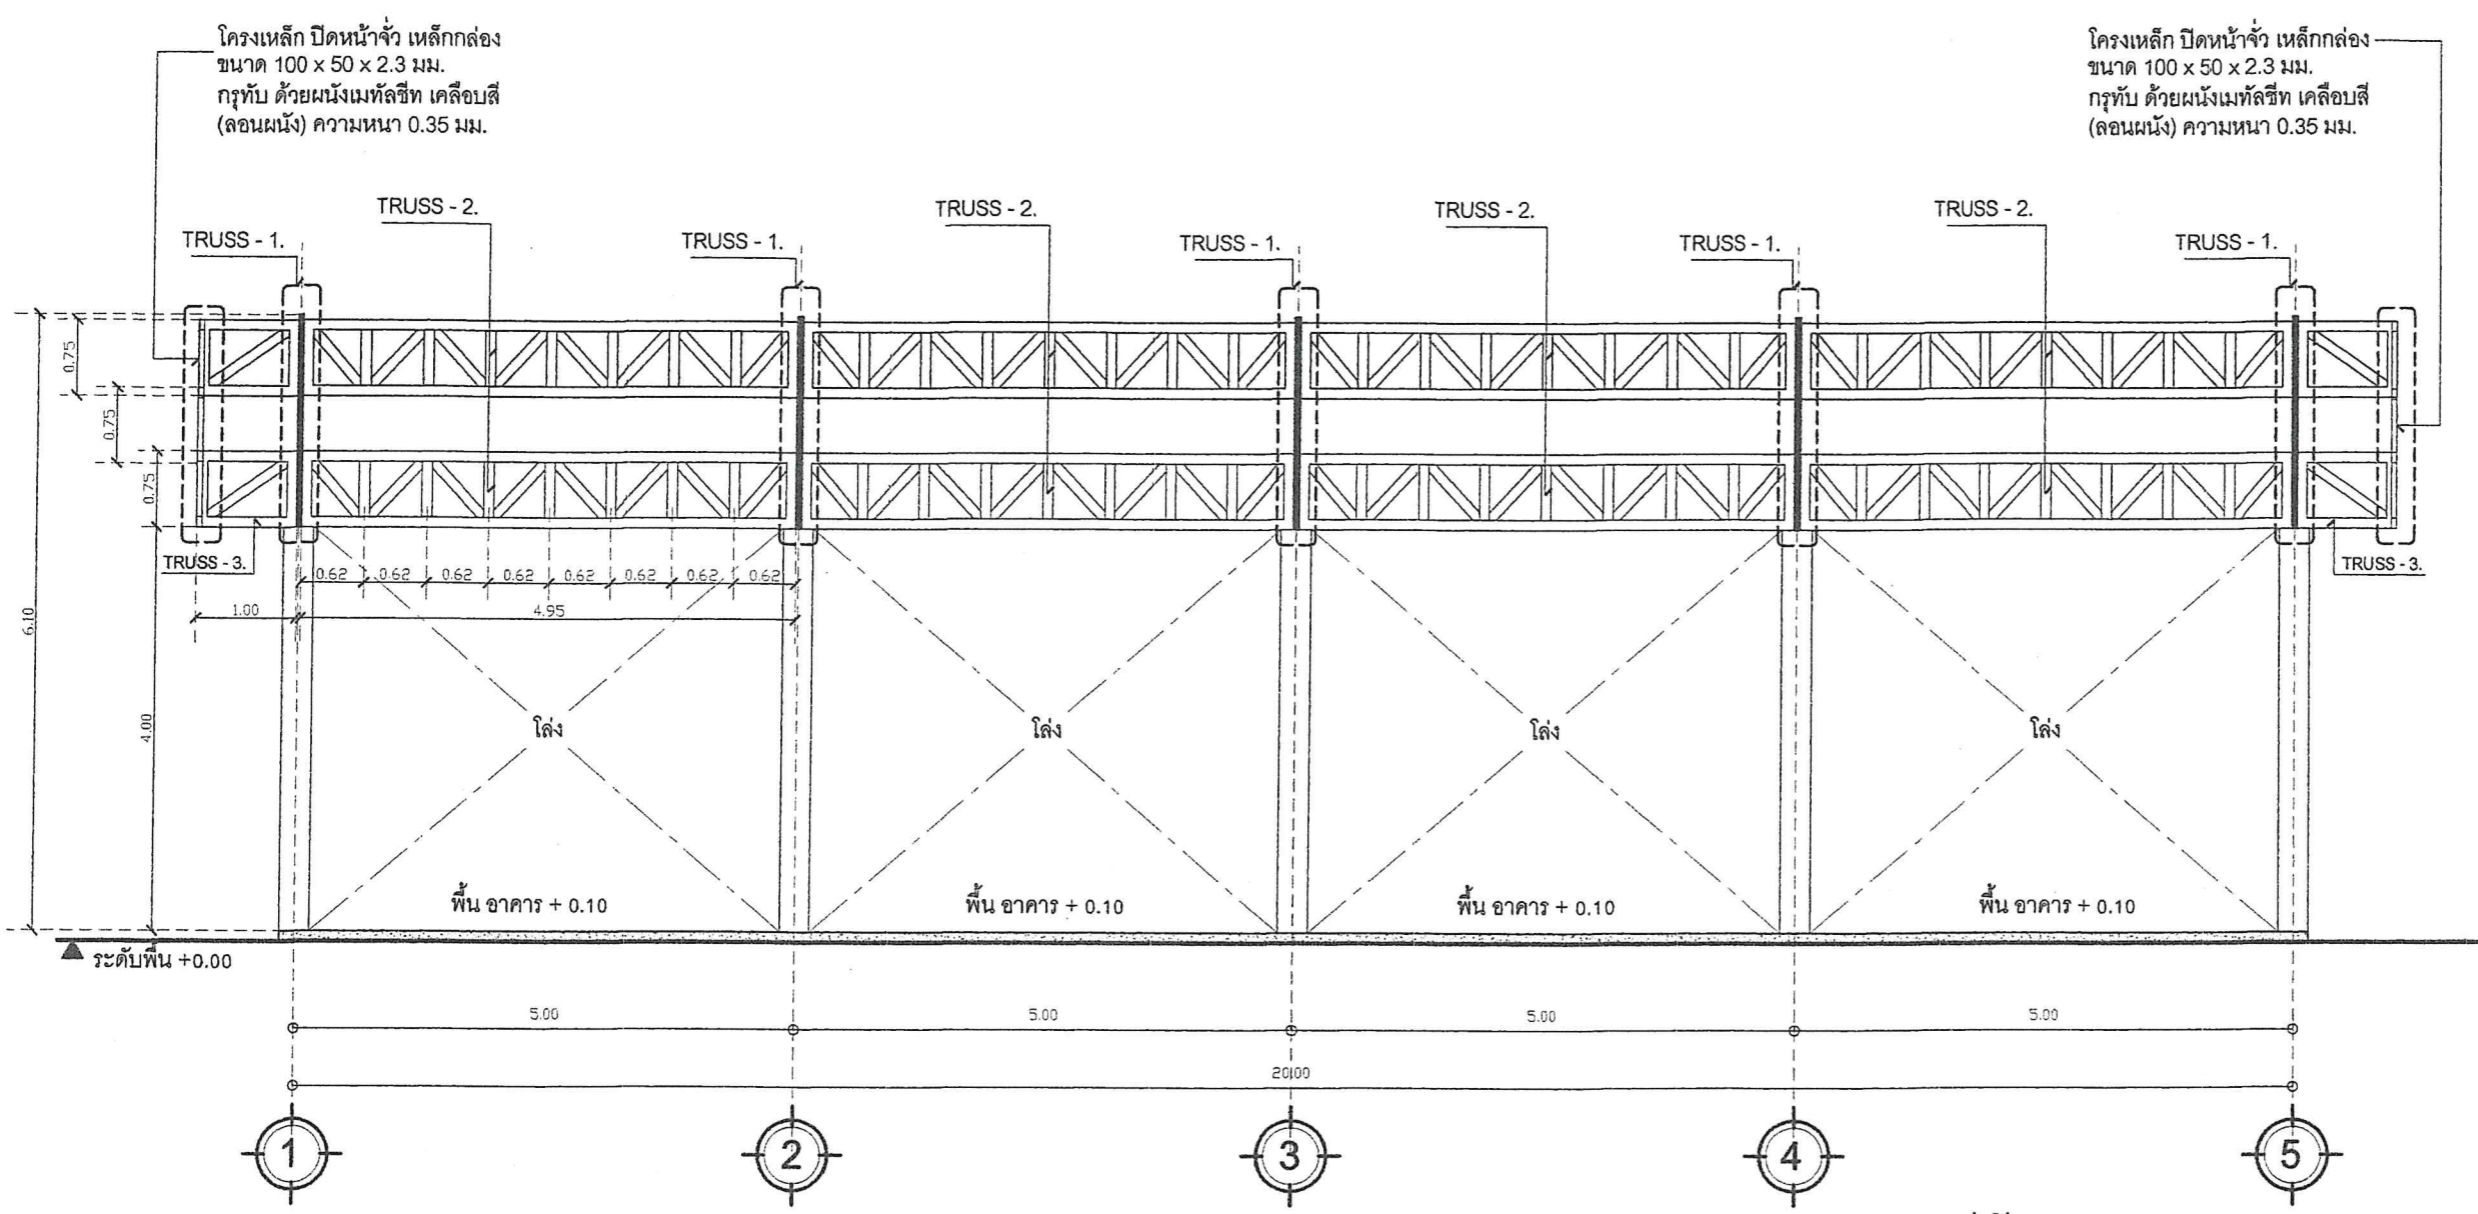 โครงเหล็ก ปิดหน้าจั่ว เหล็กกล่อง
ขนาด 100 x 50 x 2.3 มม.
กรุทับ ด้วยผนังเมทัลชีท เคลือบสี
(ลอนผนัง) ความหนา 0.35 มม.
โครงเหล็ก ปิดหน้าจั่ว เหล็กกล่อง
ขนาด 100 x 50 x 2.3 มม.
กรุทับ ด้วยผนังเมทัลชีท เคลือบสี
(ลอนผนัง) ความหนา 0.35 มม.
TRUSS - 2.
TRUSS - 2.
TRUSS - 2.
TRUSS - 2.
TRUSS - 1.
TRUSS - 1.
TRUSS - 1.
TRUSS - 1.
TRUSS - 1.
0.75
0.75
0.75
TRUSS - 3.
TRUSS - 3.
0.62 0.62 0.62 0.62 0.62 0.62 0.62 0.62
1.00 4.95
6.10
4.00
โล่ง โล่ง โล่ง โล่ง
พื้น อาคาร + 0.10
พื้น อาคาร + 0.10
พื้น อาคาร + 0.10
พื้น อาคาร + 0.10
ระดับพื้น +0.00
5.00 5.00 5.00 5.00
20.00
1 2 3 4 5